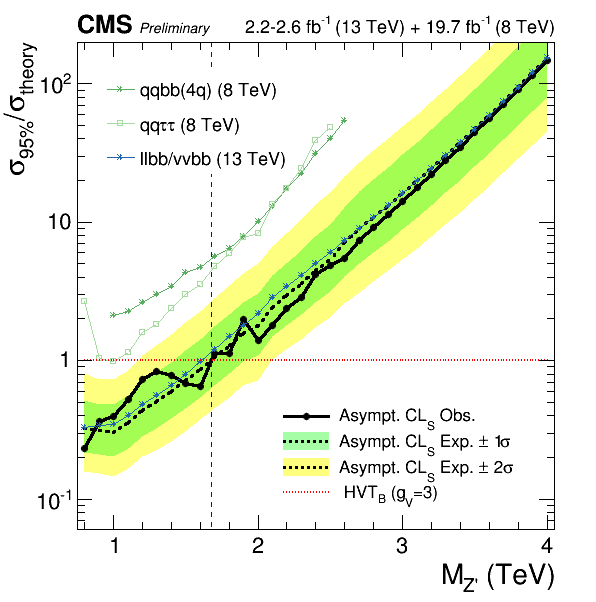 CMS Preliminary 2.2-2.6 fb⁻¹ (13 TeV) + 19.7 fb⁻¹ (8 TeV)
σ95%/σtheory
10²
10
1
10⁻¹
qqbb(4q) (8 TeV)
qqττ (8 TeV)
llbb/vvbb (13 TeV)
Asympt. CLS Obs.
Asympt. CLS Exp. ± 1σ
Asympt. CLS Exp. ± 2σ
HVTB (gV=3)
1 2 3 4
MZ' (TeV)